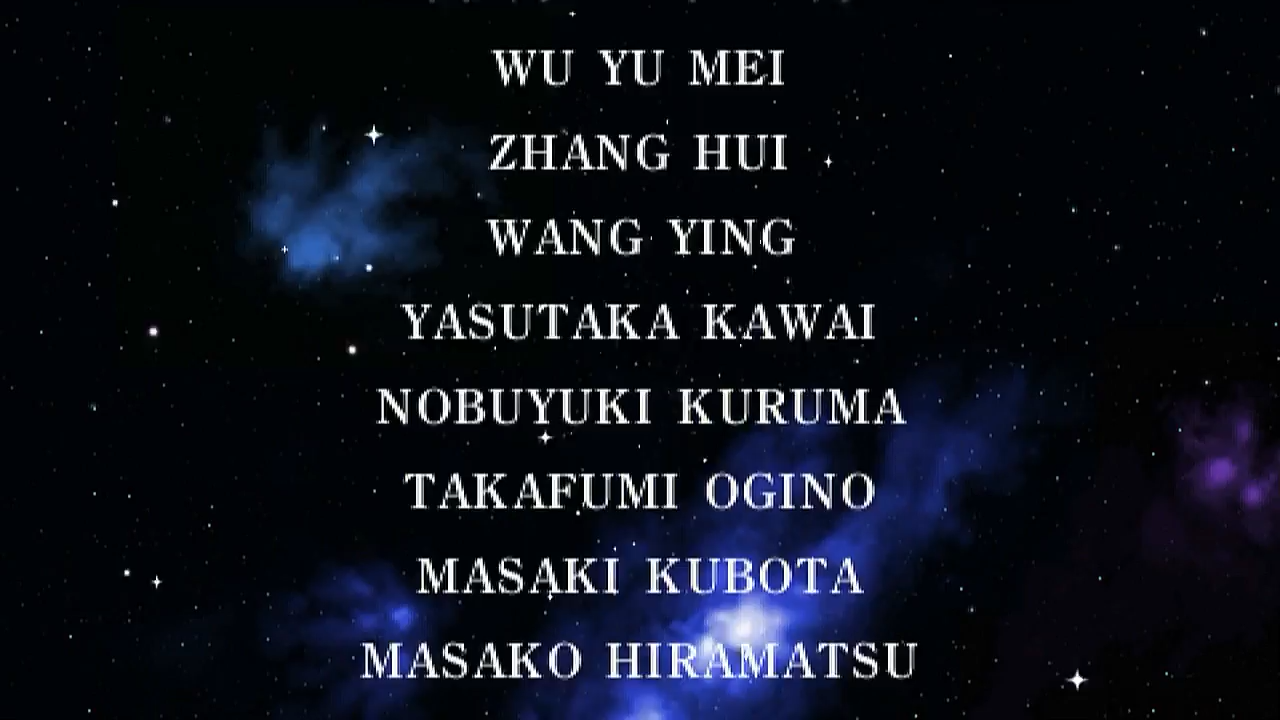 WU YU MEI
ZHANG HUI
WANG YING
YASUTAKA KAWAI
NOBUYUKI KURUMA
TAKAFUMI OGINO
MASAKI KUBOTA
MASAKO HIRAMATSU